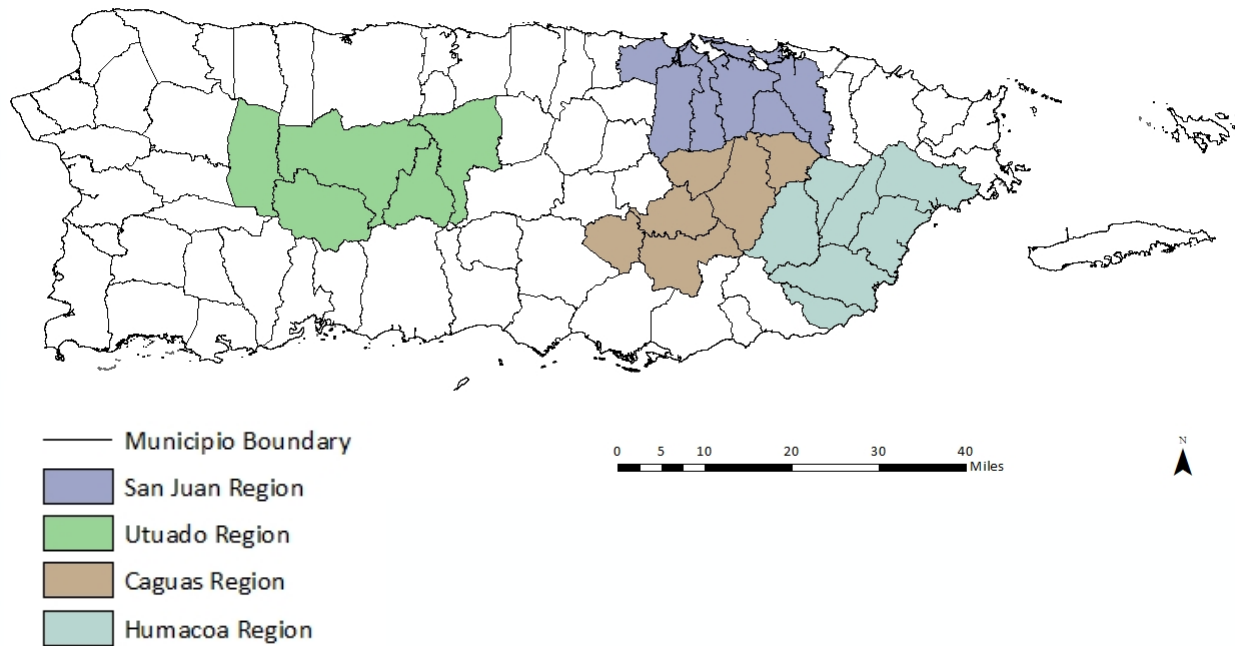 Municipio Boundary
San Juan Region
Utuado Region
Caguas Region
Humacoa Region
0 5 10 20 30 40
Miles
N